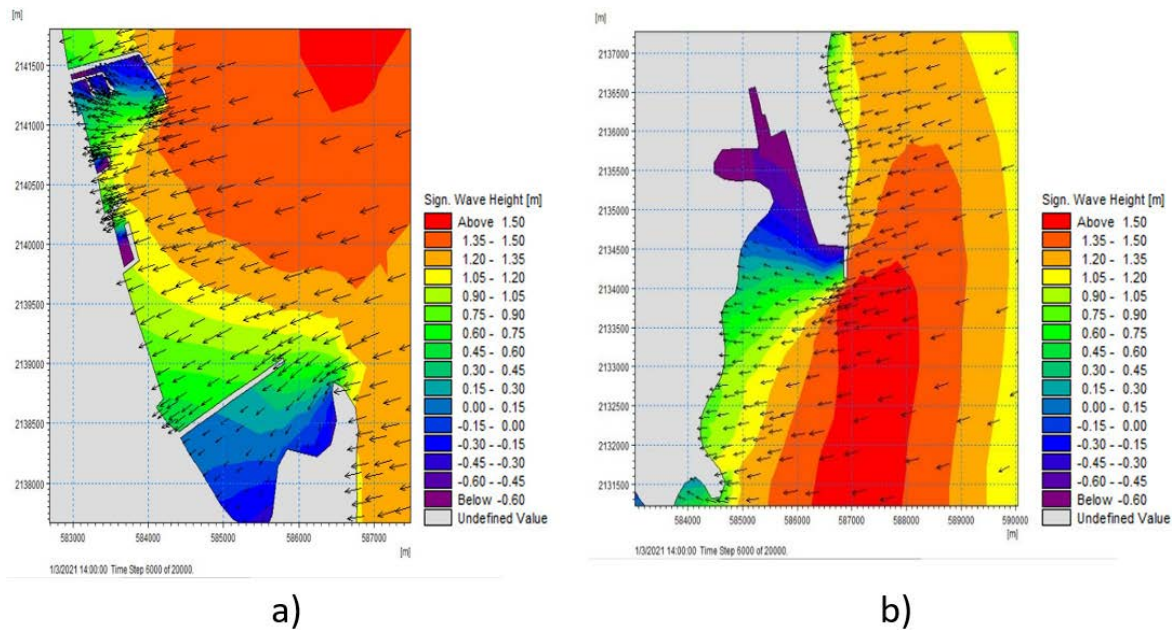 [m]
2141500
2141000
2140500
2140000
2139500
2139000
2138500
2138000
583000 584000 585000 586000 587000
[m]
1/3/2021 14:00:00 Time Step 6000 of 20000.
Sign. Wave Height [m]
Above 1.50
1.35 - 1.50
1.20 - 1.35
1.05 - 1.20
0.90 - 1.05
0.75 - 0.90
0.60 - 0.75
0.45 - 0.60
0.30 - 0.45
0.15 - 0.30
0.00 - 0.15
-0.15 - 0.00
-0.30 - -0.15
-0.45 - -0.30
-0.60 - -0.45
Below -0.60
Undefined Value
a)
[m]
2137000
2136500
2136000
2135500
2135000
2134500
2134000
2133500
2133000
2132500
2132000
2131500
584000 585000 586000 587000 588000 589000 590000
[m]
1/3/2021 14:00:00 Time Step 6000 of 20000.
Sign. Wave Height [m]
Above 1.50
1.35 - 1.50
1.20 - 1.35
1.05 - 1.20
0.90 - 1.05
0.75 - 0.90
0.60 - 0.75
0.45 - 0.60
0.30 - 0.45
0.15 - 0.30
0.00 - 0.15
-0.15 - 0.00
-0.30 - -0.15
-0.45 - -0.30
-0.60 - -0.45
Below -0.60
Undefined Value
b)